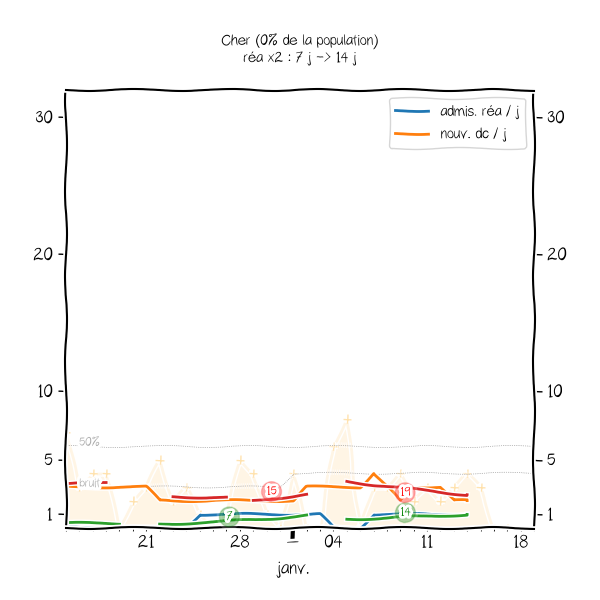 Cher (0% de la population)
réa x2 : 7 j -> 14 j
admis. réa / j
nouv. dc / j
30 30
20 20
10 10
50%
5 5
bruit
15 19
7 14
1 1
21 28 04 11 18
janv.